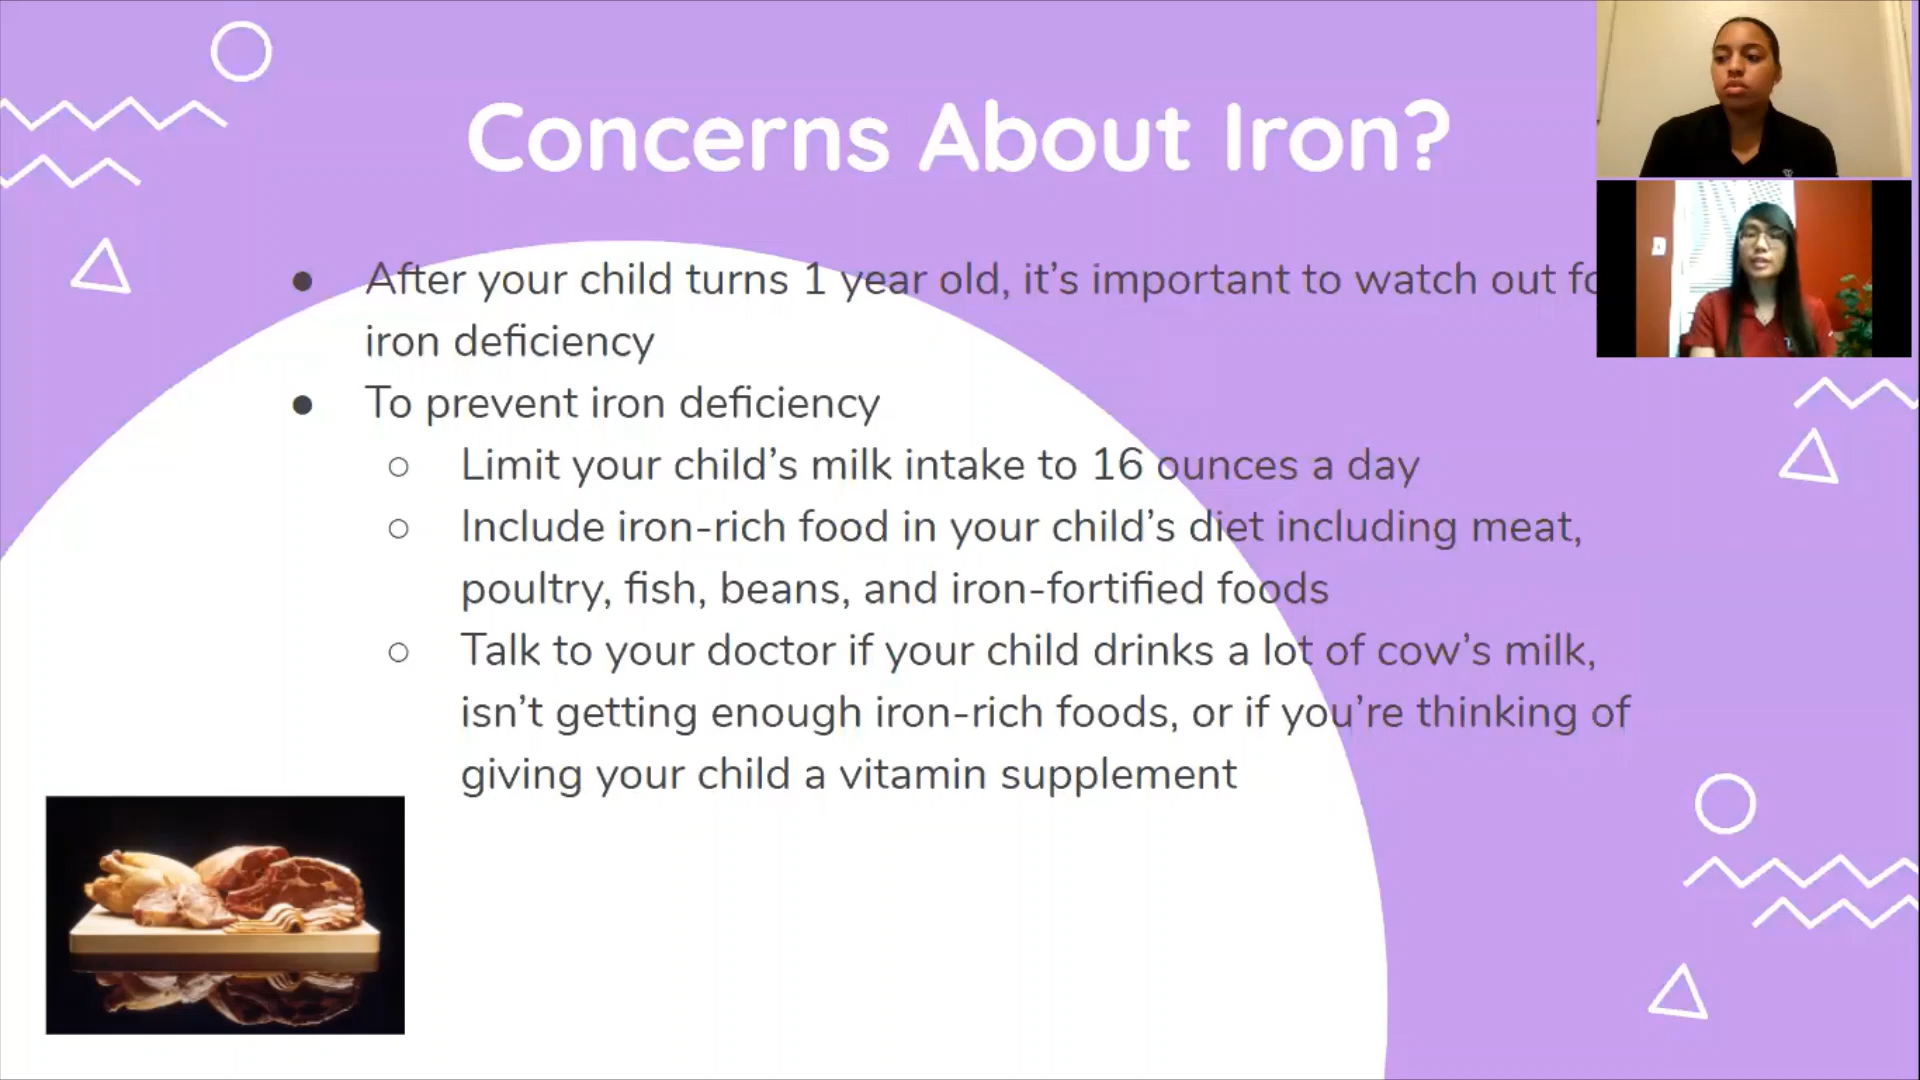 Concerns About Iron?
● After your child turns 1 year old, it's important to watch out
iron deficiency
● To prevent iron deficiency
○ Limit your child's milk intake to 16 ounces a day
○ Include iron-rich food in your child's diet including meat,
poultry, fish, beans, and iron-fortified foods
○ Talk to your doctor if your child drinks a lot of cow's milk,
isn't getting enough iron-rich foods, or if you're thinking of
giving your child a vitamin supplement